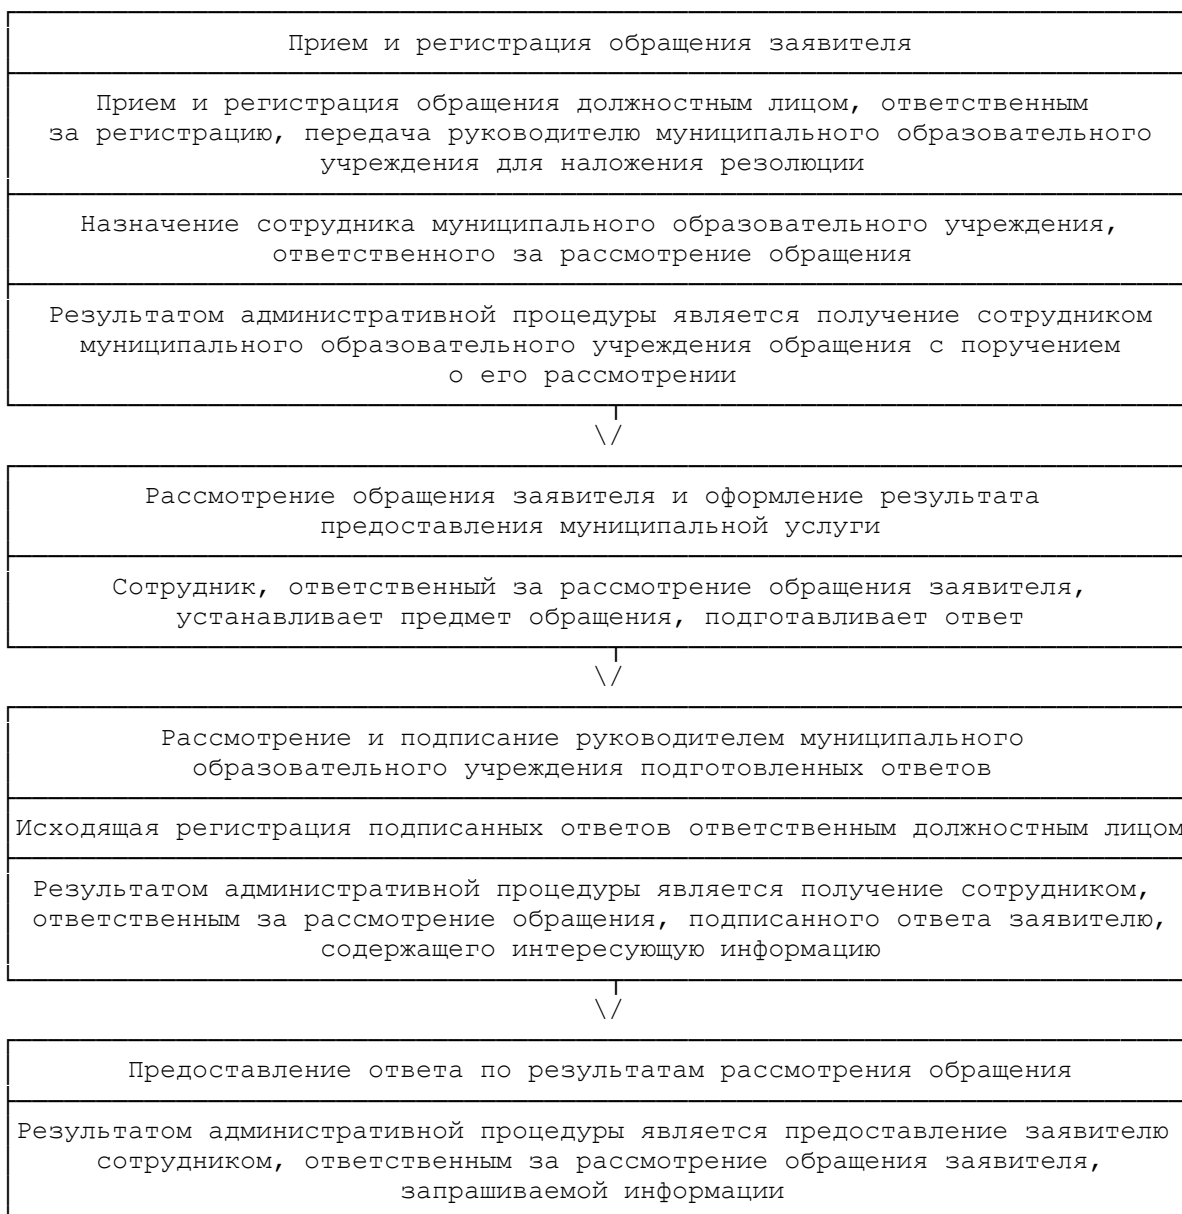 Прием и регистрация обращения заявителя
Прием и регистрация обращения должностным лицом, ответственным
за регистрацию, передача руководителю муниципального образовательного
учреждения для наложения резолюции
Назначение сотрудника муниципального образовательного учреждения,
ответственного за рассмотрение обращения
Результатом административной процедуры является получение сотрудником
муниципального образовательного учреждения обращения с поручением
о его рассмотрении
Рассмотрение обращения заявителя и оформление результата
предоставления муниципальной услуги
Сотрудник, ответственный за рассмотрение обращения заявителя,
устанавливает предмет обращения, подготавливает ответ
Рассмотрение и подписание руководителем муниципального
образовательного учреждения подготовленных ответов
Исходящая регистрация подписанных ответов ответственным должностным лицом
Результатом административной процедуры является получение сотрудником,
ответственным за рассмотрение обращения, подписанного ответа заявителю,
содержащего интересующую информацию
Предоставление ответа по результатам рассмотрения обращения
Результатом административной процедуры является предоставление заявителю
сотрудником, ответственным за рассмотрение обращения заявителя,
запрашиваемой информации